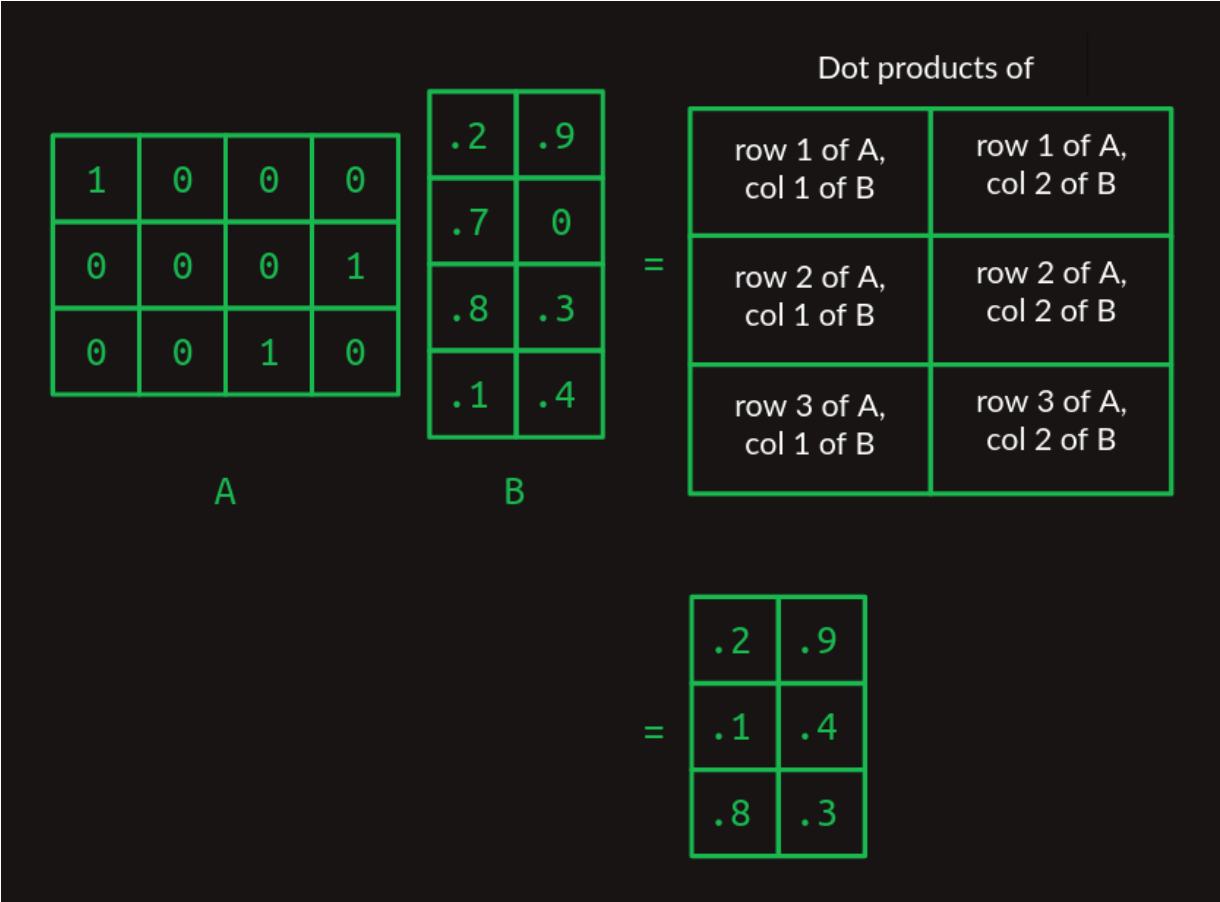 Dot products of
1 0 0 0
0 0 0 1
0 0 1 0
A
.2 .9
.7 0
.8 .3
.1 .4
B
=
row 1 of A,
col 1 of B
row 1 of A,
col 2 of B
row 2 of A,
col 1 of B
row 2 of A,
col 2 of B
row 3 of A,
col 1 of B
row 3 of A,
col 2 of B
=
.2 .9
.1 .4
.8 .3